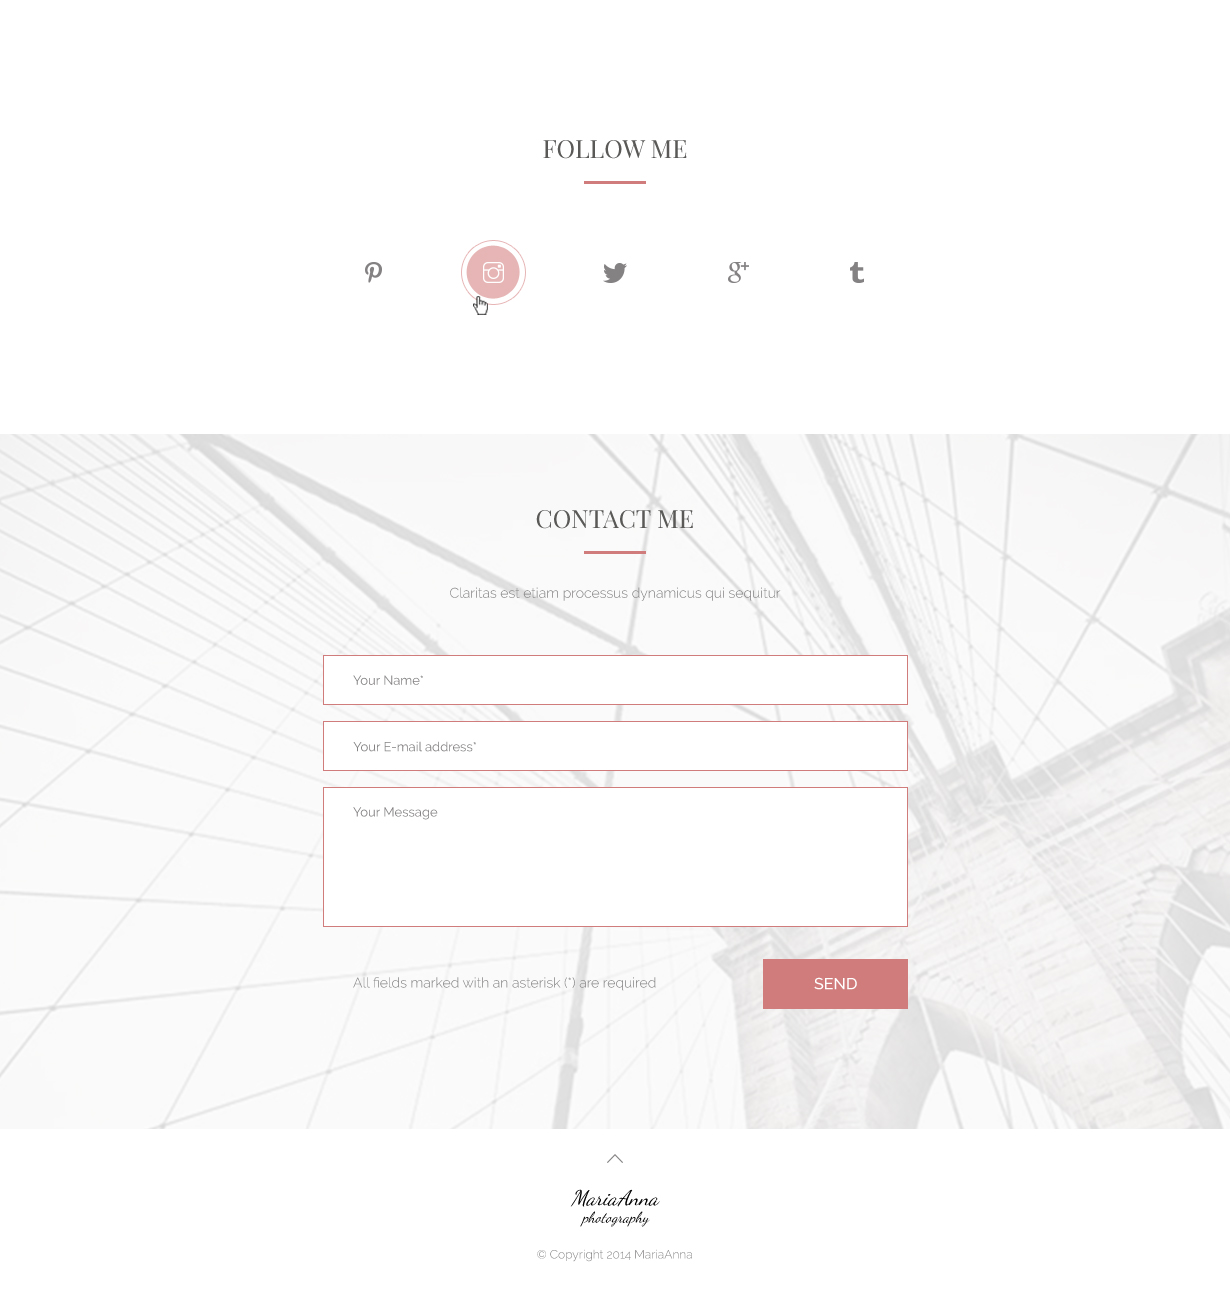 FOLLOW ME
CONTACT ME
Claritas est etiam processus dynamicus qui sequitur
Your Name*
Your E-mail address*
Your Message
All fields marked with an asterisk (*) are required
SEND
MariaAnna
photography
© Copyright 2014 MariaAnna